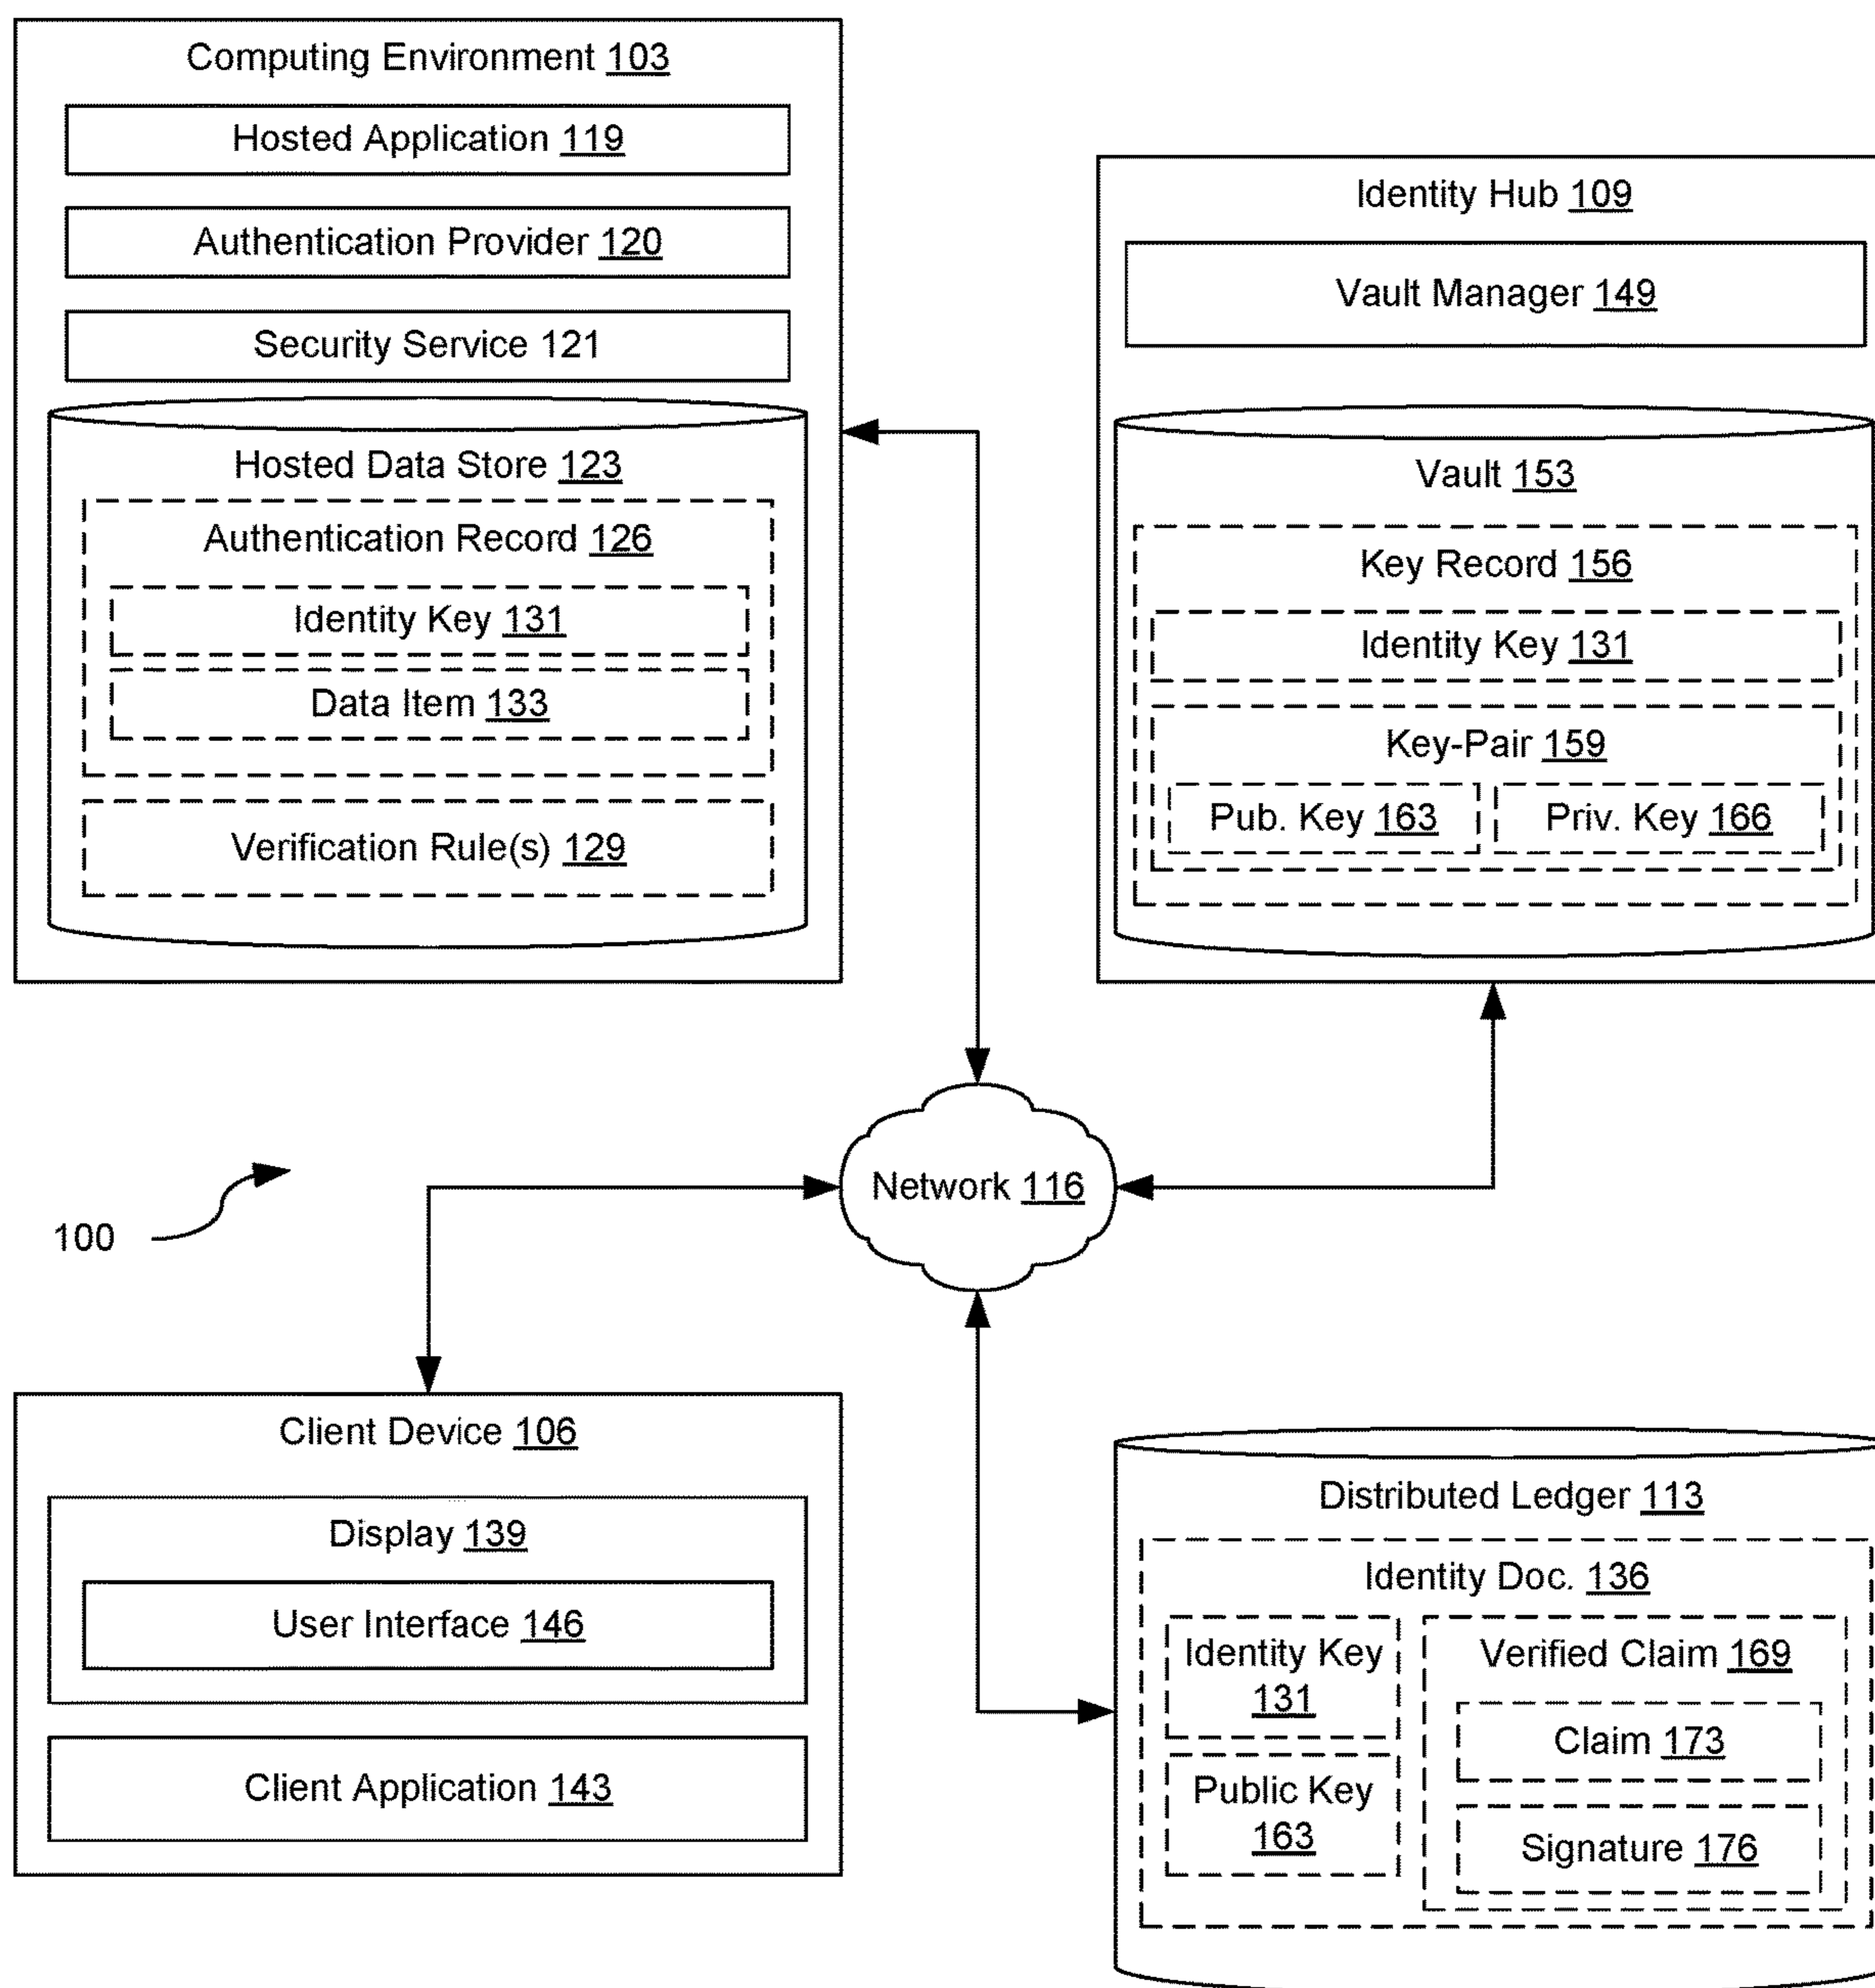 Computing Environment 103
Hosted Application 119
Authentication Provider 120
Security Service 121
Hosted Data Store 123
Authentication Record 126
Identity Key 131
Data Item 133
Verification Rule(s) 129
Identity Hub 109
Vault Manager 149
Vault 153
Key Record 156
Identity Key 131
Key-Pair 159
Pub. Key 163
Priv. Key 166
Network 116
100
Client Device 106
Display 139
User Interface 146
Client Application 143
Distributed Ledger 113
Identity Doc. 136
Identity Key
131
Public Key
163
Verified Claim 169
Claim 173
Signature 176